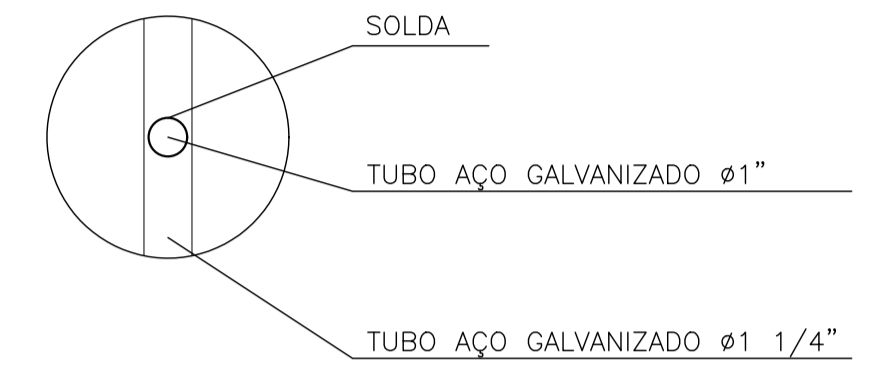 SOLDA
TUBO AÇO GALVANIZADO ø1”
TUBO AÇO GALVANIZADO ø1 1/4”